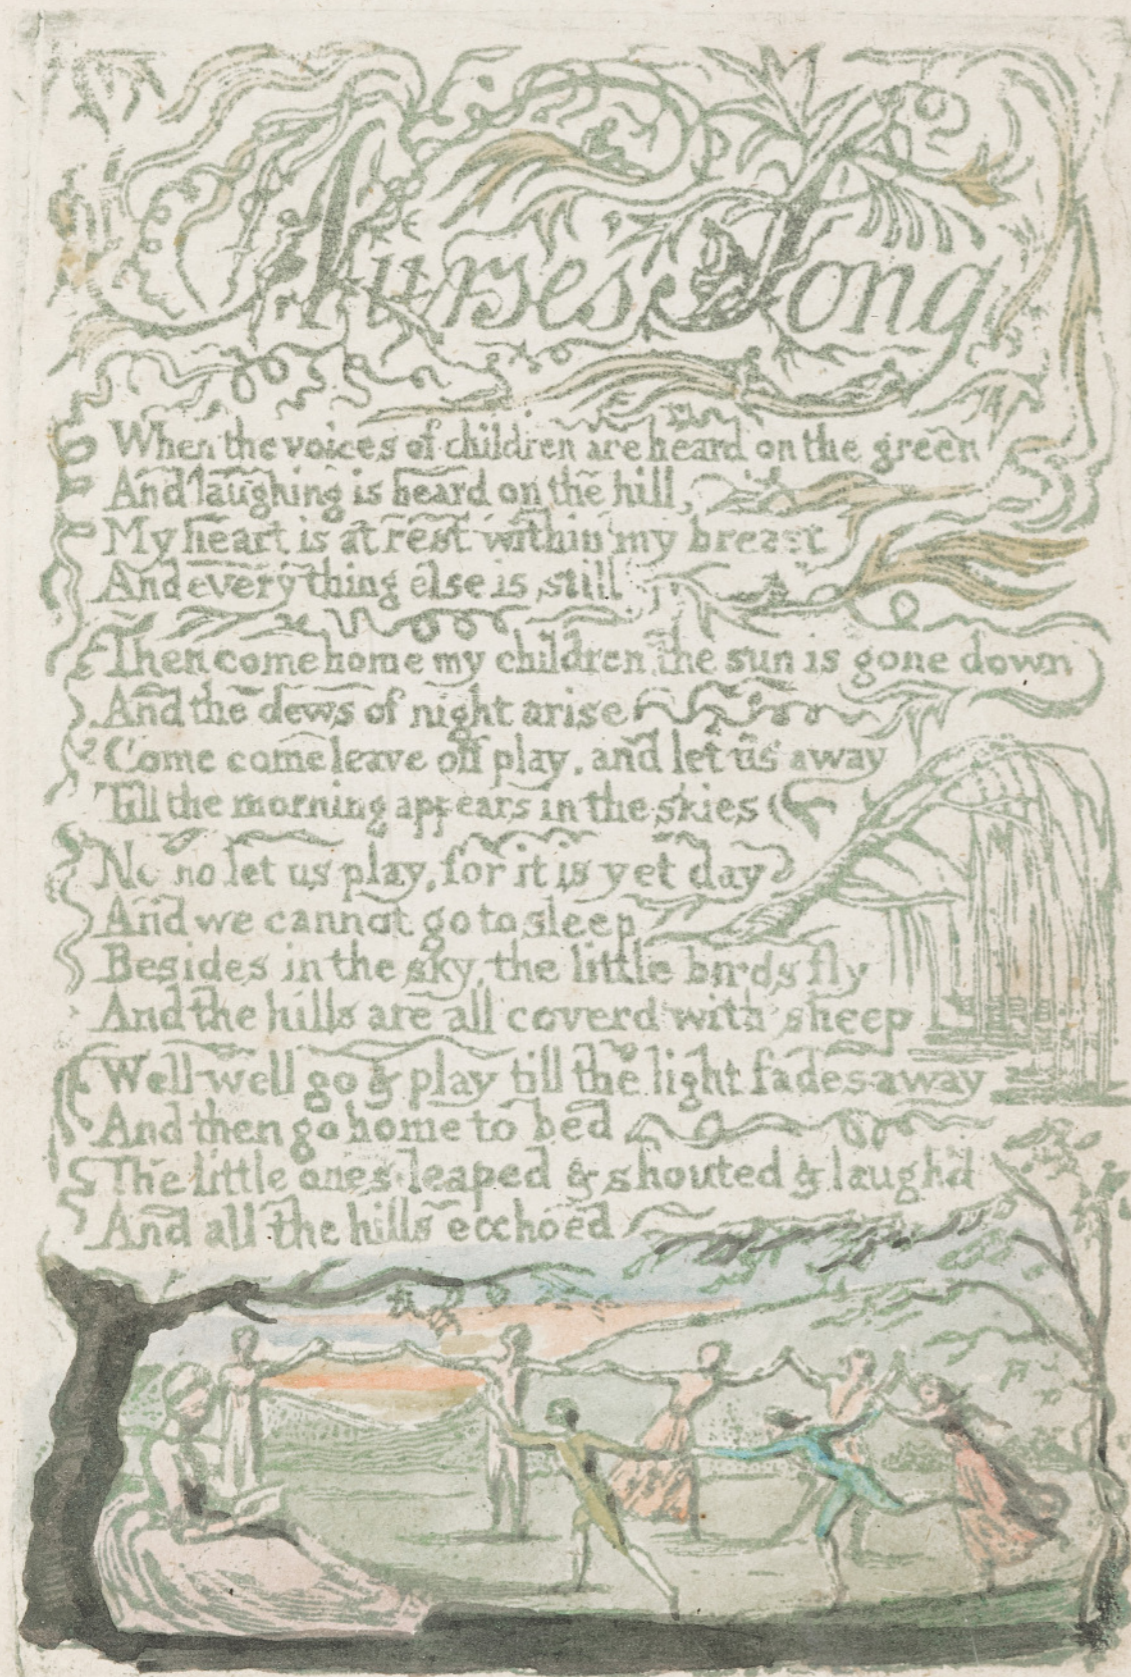 Nurse's Song
When the voices of children are heard on the green
And laughing is heard on the hill,
My heart is at rest within my breast
And every thing else is still
Then come home my children, the sun is gone down
And the dews of night arise
Come come leave off play, and let us away
Till the morning appears in the skies
No no let us play, for it is yet day
And we cannot go to sleep
Besides in the sky, the little birds fly
And the hills are all coverd with sheep
Well well go & play till the light fades away
And then go home to bed
The little ones leaped & shouted & laugh'd
And all the hills ecchoed